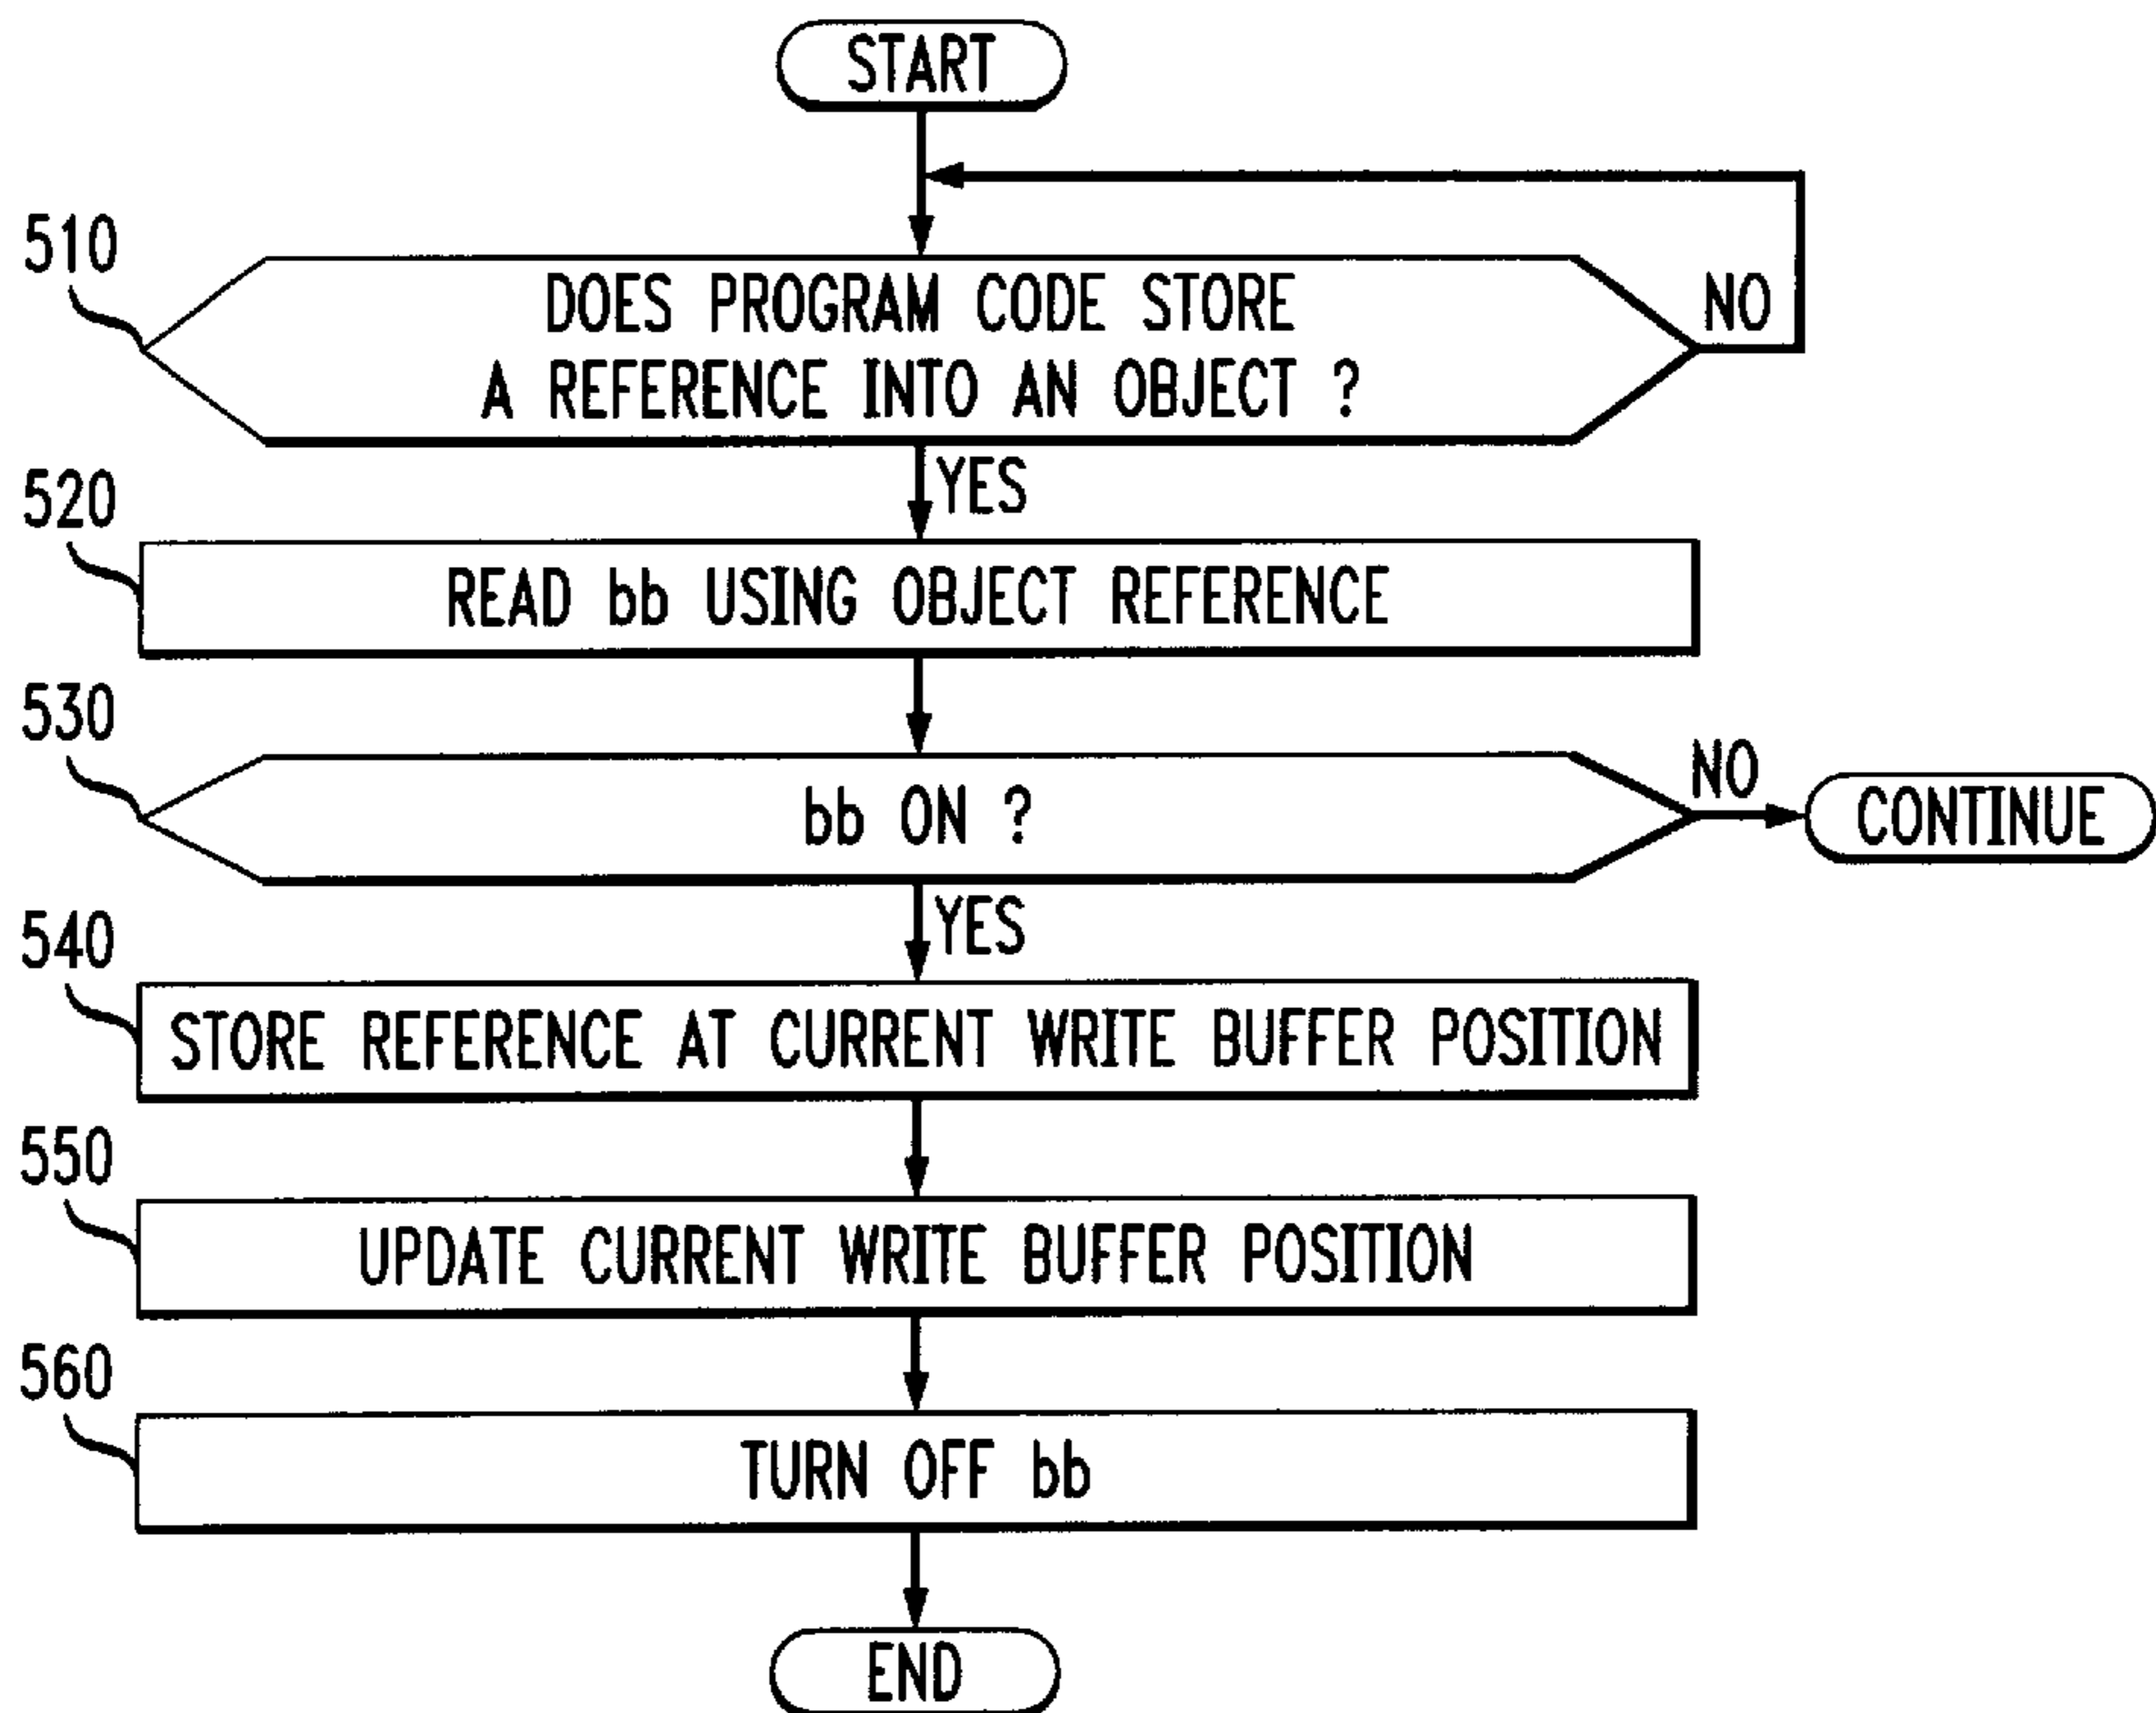 START
510
DOES PROGRAM CODE STORE
A REFERENCE INTO AN OBJECT ?
NO
YES
520
READ bb USING OBJECT REFERENCE
530
bb ON ?
NO
CONTINUE
YES
540
STORE REFERENCE AT CURRENT WRITE BUFFER POSITION
550
UPDATE CURRENT WRITE BUFFER POSITION
560
TURN OFF bb
END